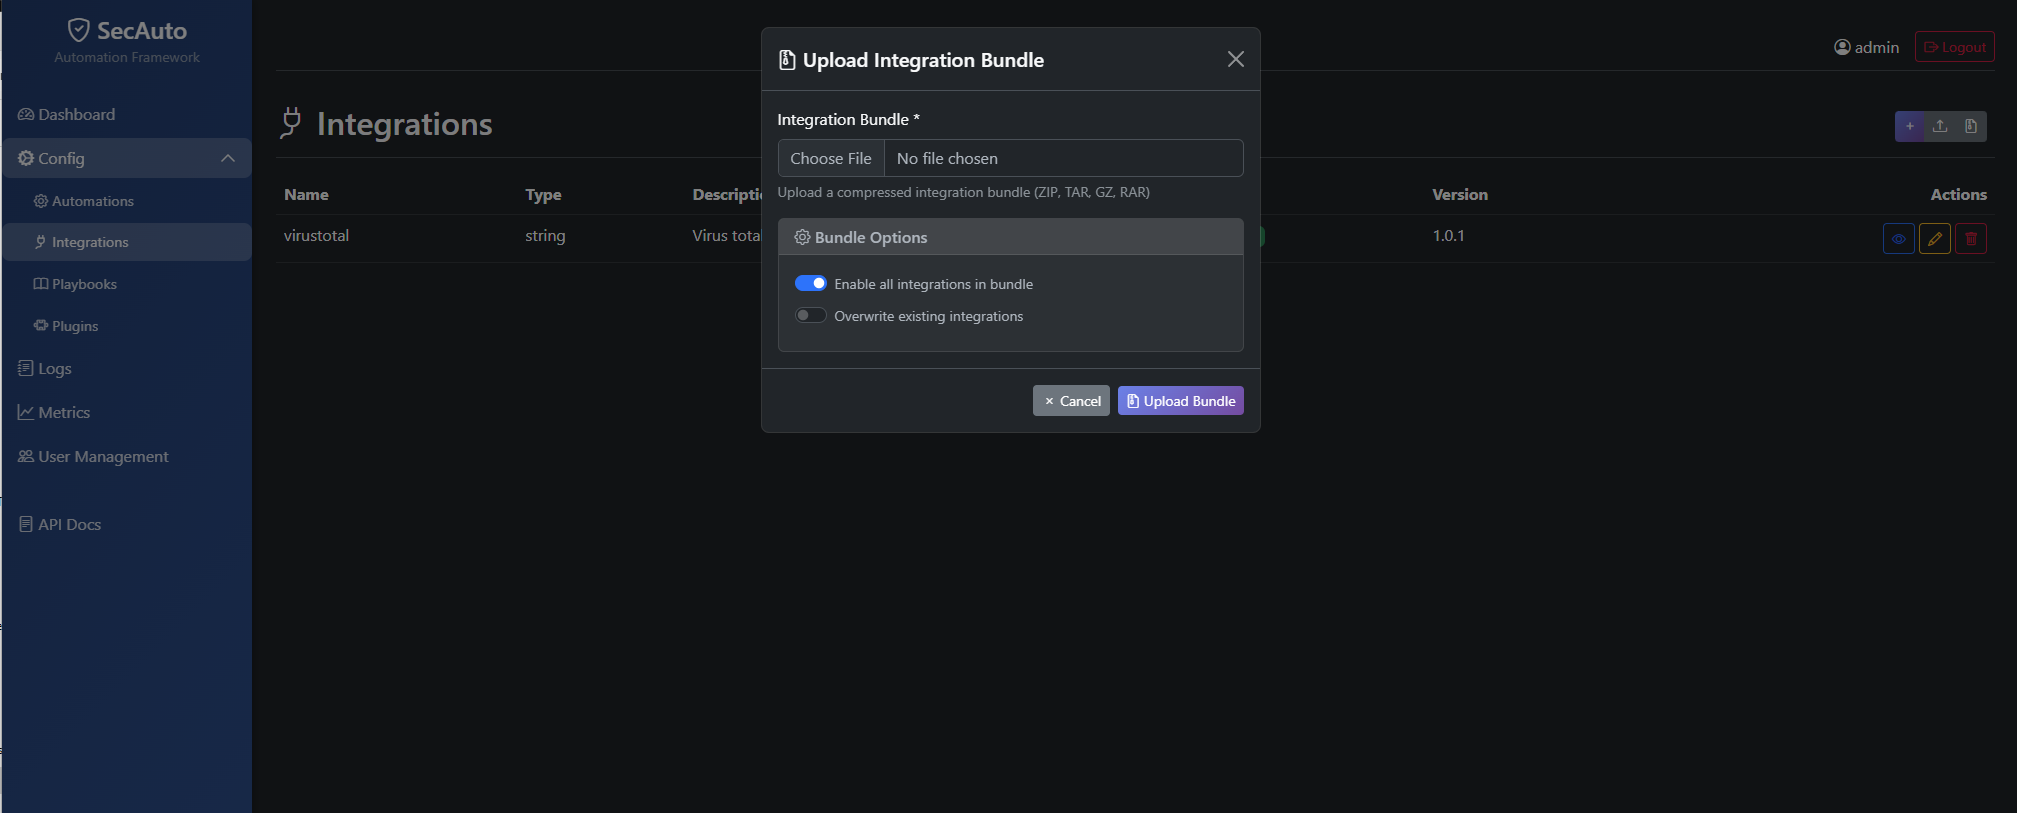 SecAuto
Automation Framework
Dashboard
Config
Automations
Integrations
Playbooks
Plugins
Logs
Metrics
User Management
API Docs
admin
Logout
Integrations
Name Type Descripti Version Actions
virustotal string Virus total 1.0.1
Upload Integration Bundle
Integration Bundle *
Choose File No file chosen
Upload a compressed integration bundle (ZIP, TAR, GZ, RAR)
Bundle Options
Enable all integrations in bundle
Overwrite existing integrations
× Cancel
Upload Bundle